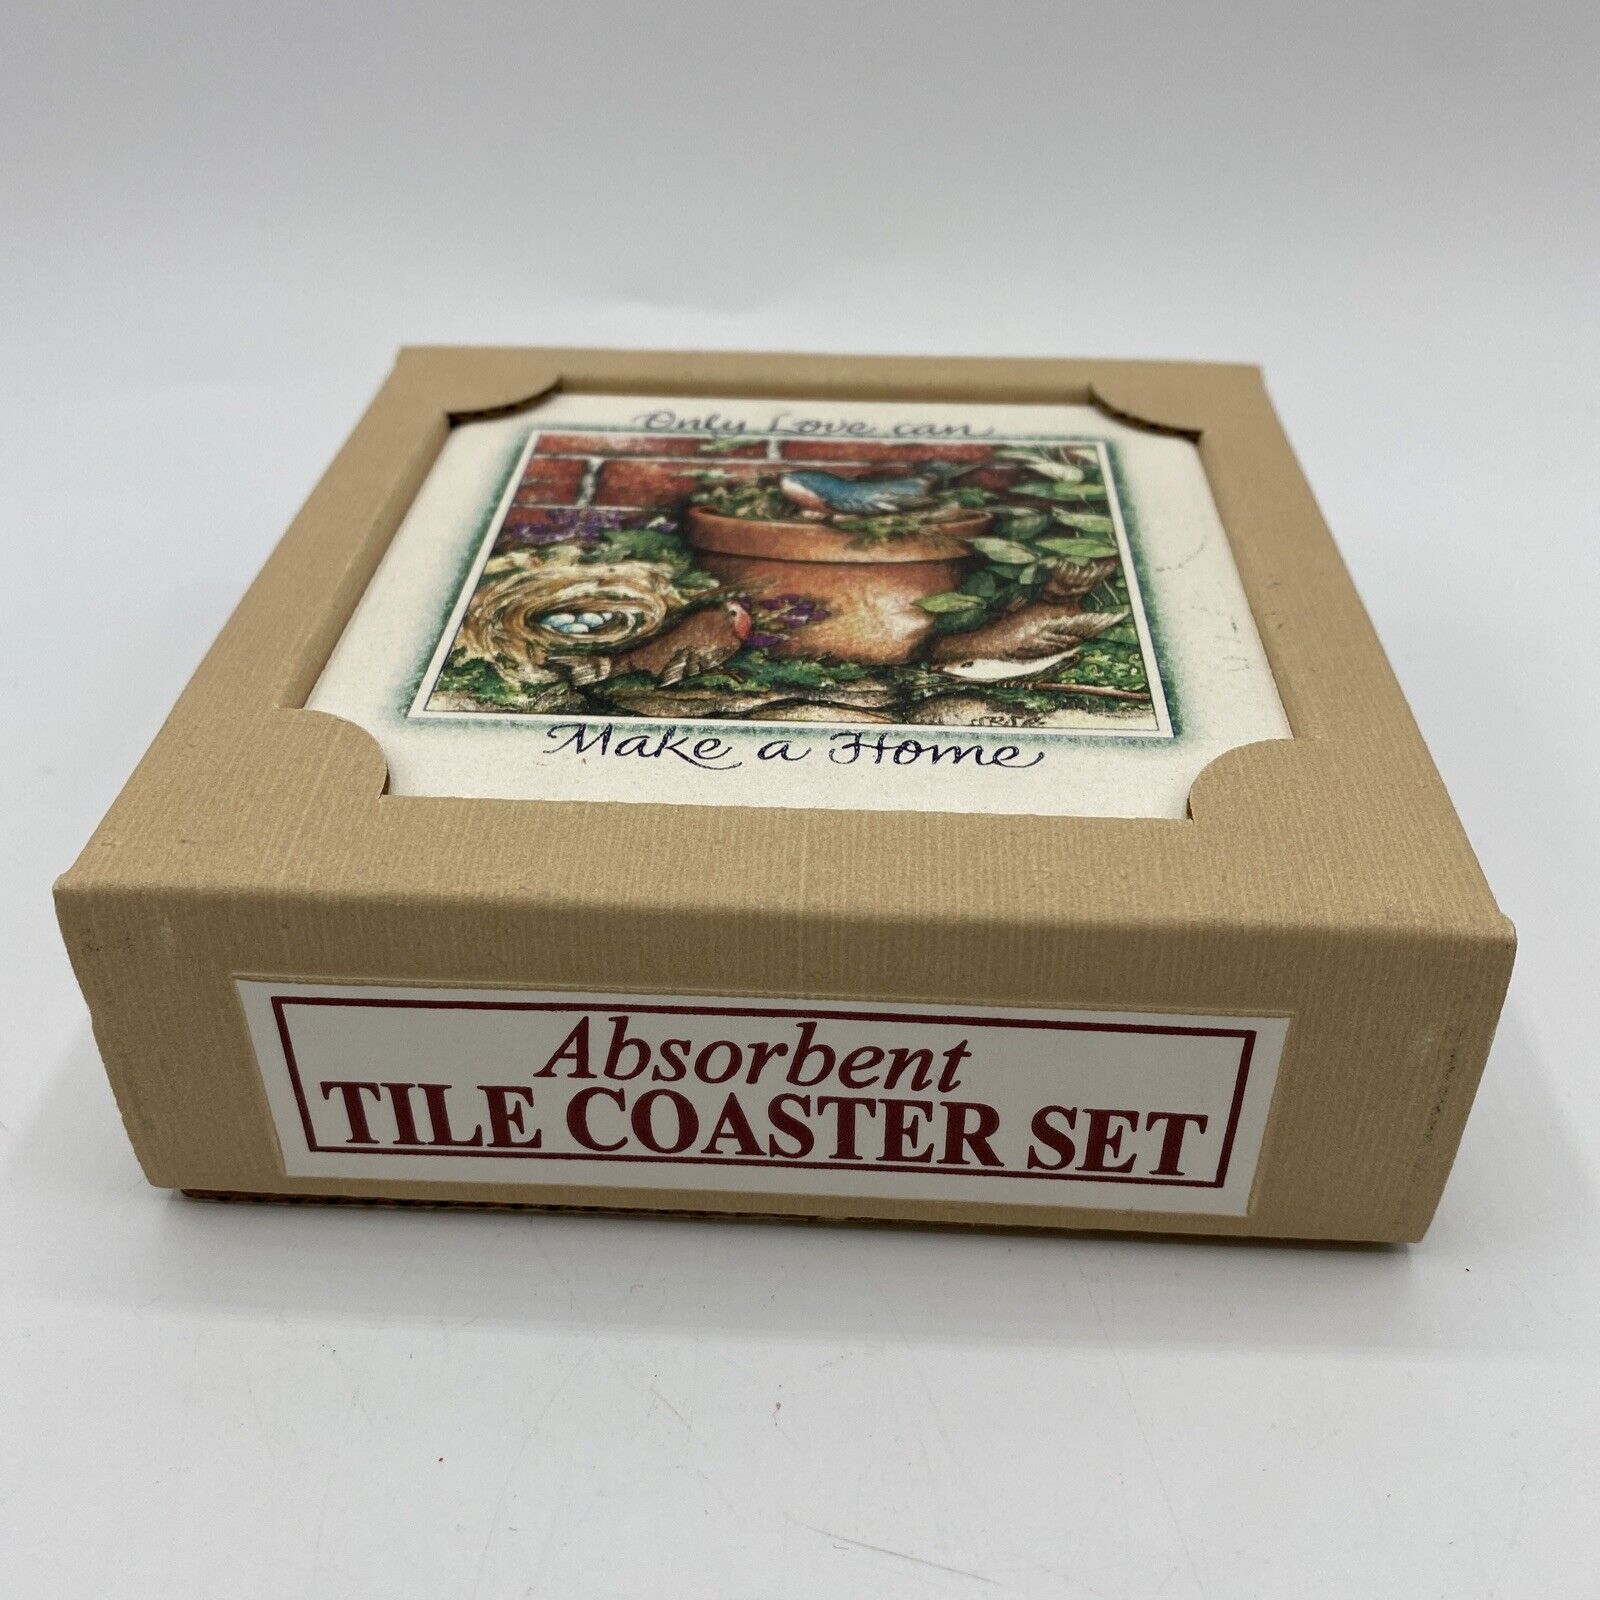 Only Love can
Make a Home
Absorbent
TILE COASTER SET